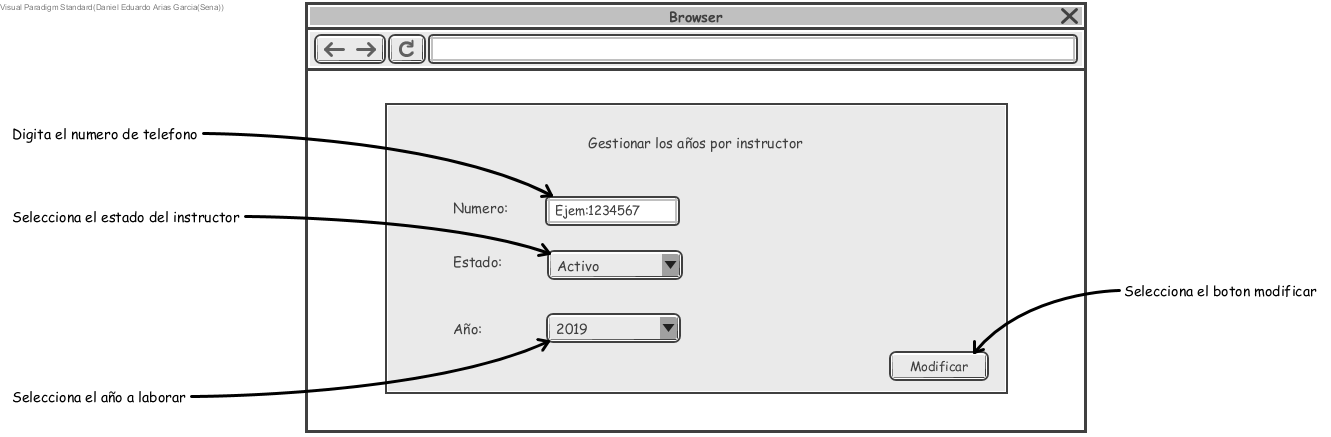 Visual Paradigm Standard(Daniel Eduardo Arias Garcia(Sena))
Browser
Digita el numero de telefono
Gestionar los años por instructor
Numero:
Ejem:1234567
Selecciona el estado del instructor
Estado:
Activo
Selecciona el boton modificar
Año:
2019
Modificar
Selecciona el año a laborar